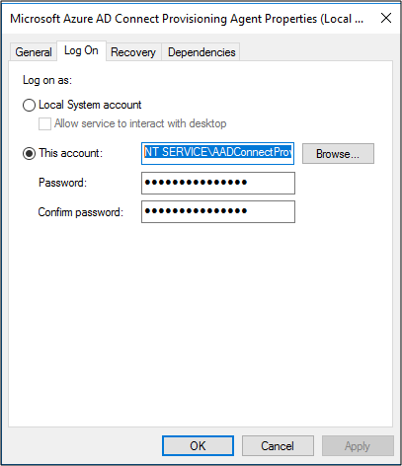 Microsoft Azure AD Connect Provisioning Agent Properties (Local ...
General Log On Recovery Dependencies
Log on as:
Local System account
Allow service to interact with desktop
This account: NT SERVICE\AADConnectProv Browse...
Password: •••••••••••••••
Confirm password: •••••••••••••••
OK Cancel Apply